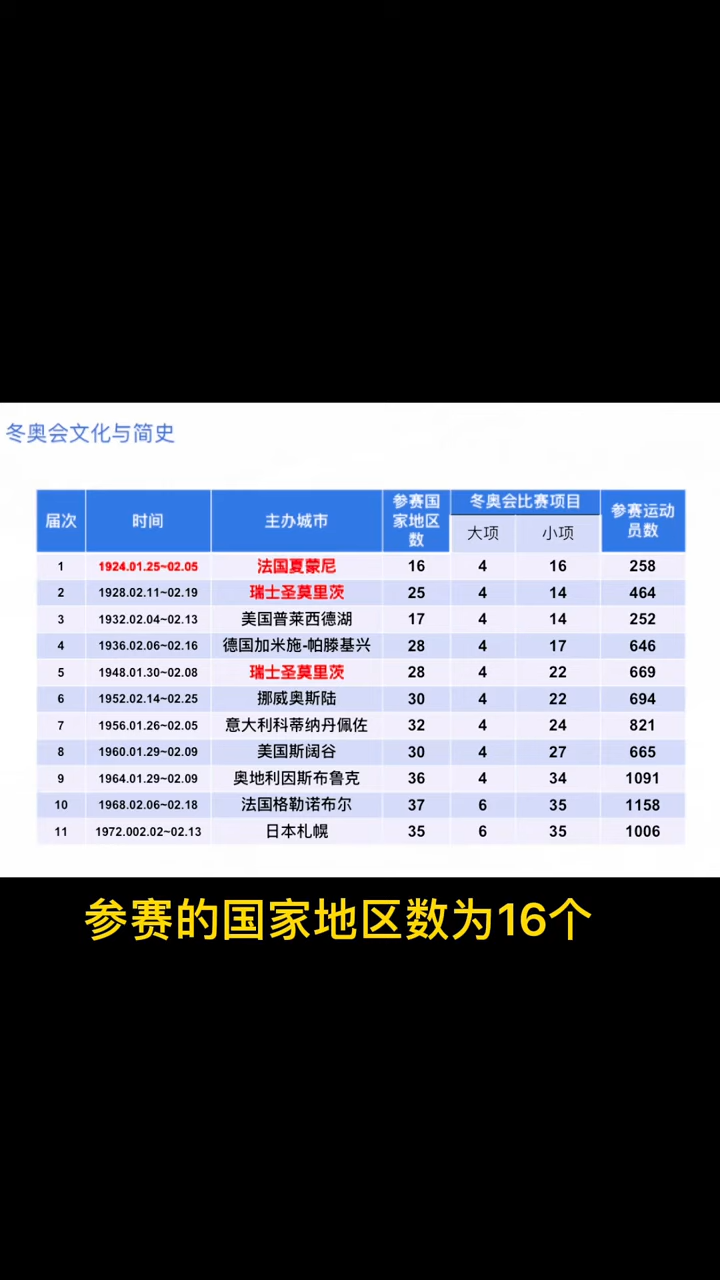 冬奥会文化与简史
届次 时间 主办城市 参赛国家地区数 冬奥会比赛项目 参赛运动员数
大项 小项
1 1924.01.25~02.05 法国夏蒙尼 16 4 16 258
2 1928.02.11~02.19 瑞士圣莫里茨 25 4 14 464
3 1932.02.04~02.13 美国普莱西德湖 17 4 14 252
4 1936.02.06~02.16 德国加米施-帕滕基兴 28 4 17 646
5 1948.01.30~02.08 瑞士圣莫里茨 28 4 22 669
6 1952.02.14~02.25 挪威奥斯陆 30 4 22 694
7 1956.01.26~02.05 意大利科蒂纳丹佩佐 32 4 24 821
8 1960.01.29~02.09 美国斯阔谷 30 4 27 665
9 1964.01.29~02.09 奥地利因斯布鲁克 36 4 34 1091
10 1968.02.06~02.18 法国格勒诺布尔 37 6 35 1158
11 1972.002.02~02.13 日本札幌 35 6 35 1006
参赛的国家地区数为16个